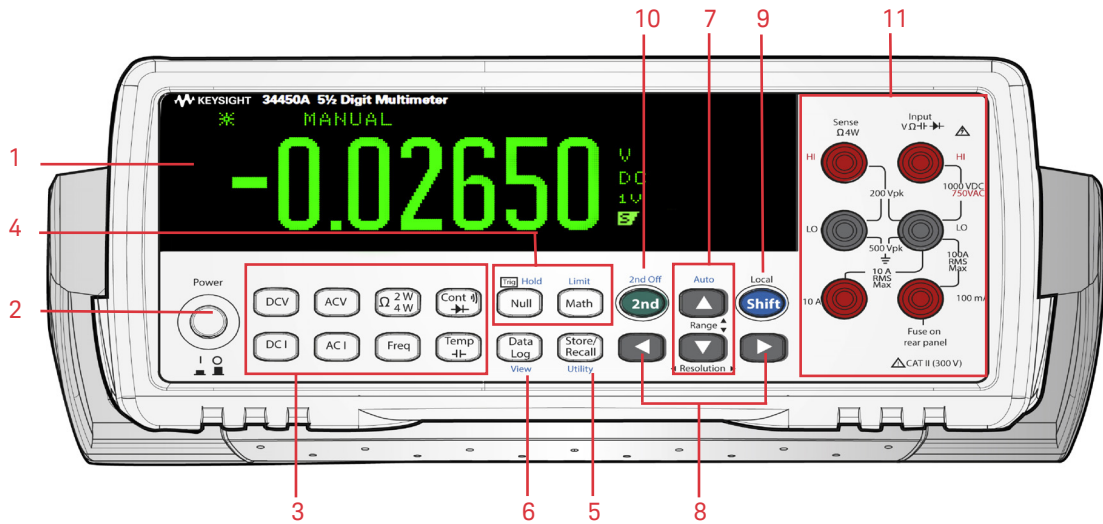 10
7
9
11
KEYSIGHT 34450A 5½ Digit Multimeter
MANUAL
-0.02650
V
DC
1V
1
4
2
Power
DCV
ACV
Ω 2 W 4 W
Cont
DC I
AC I
Freq
Temp
Trig Hold
Limit
Null
Math
Data Log
Store/ Recall
View
Utility
2nd Off
2nd
Auto
Range
Resolution
Local
Shift
Sense
Ω 4W
Input
V Ω
HI
HI
200 Vpk
1000 VDC
750VAC
LO
LO
500 Vpk
10 A
RMS
Max
100A
RMS
Max
10 A
100 m
Fuse on
rear panel
CAT II (300 V)
3
6
5
8